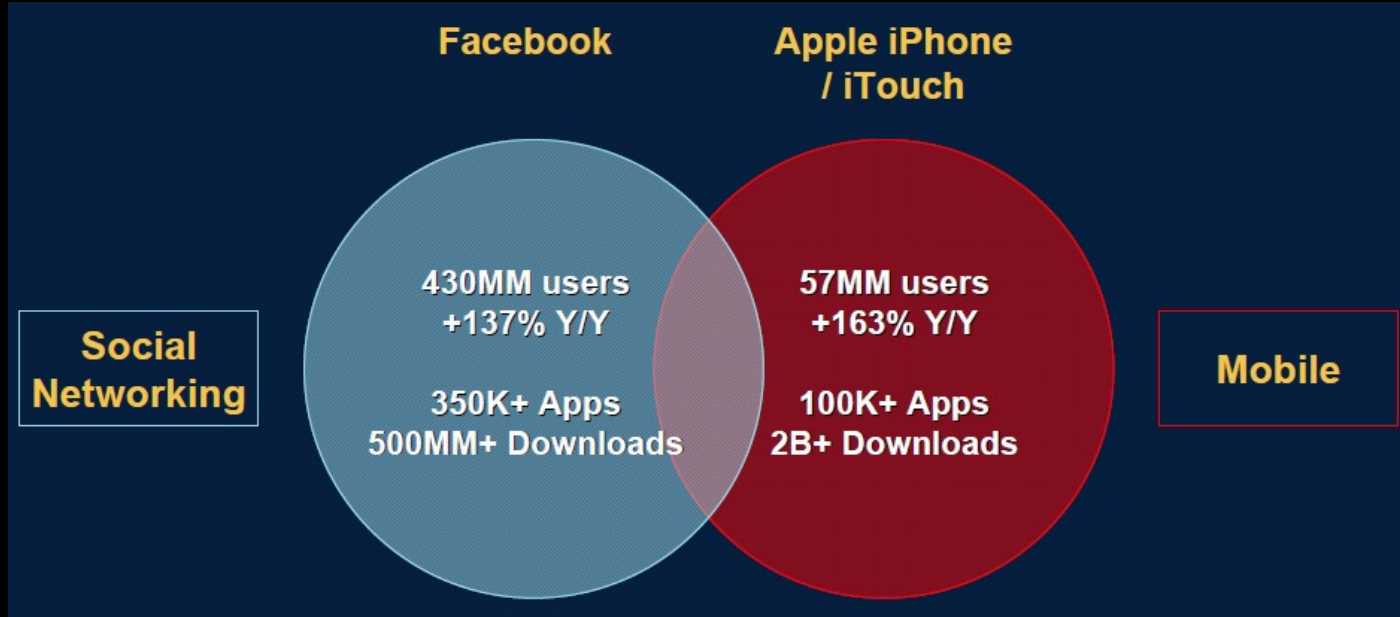 Facebook
Apple iPhone
/ iTouch
Social
Networking
430MM users
+137% Y/Y
350K+ Apps
500MM+ Downloads
57MM users
+163% Y/Y
100K+ Apps
2B+ Downloads
Mobile